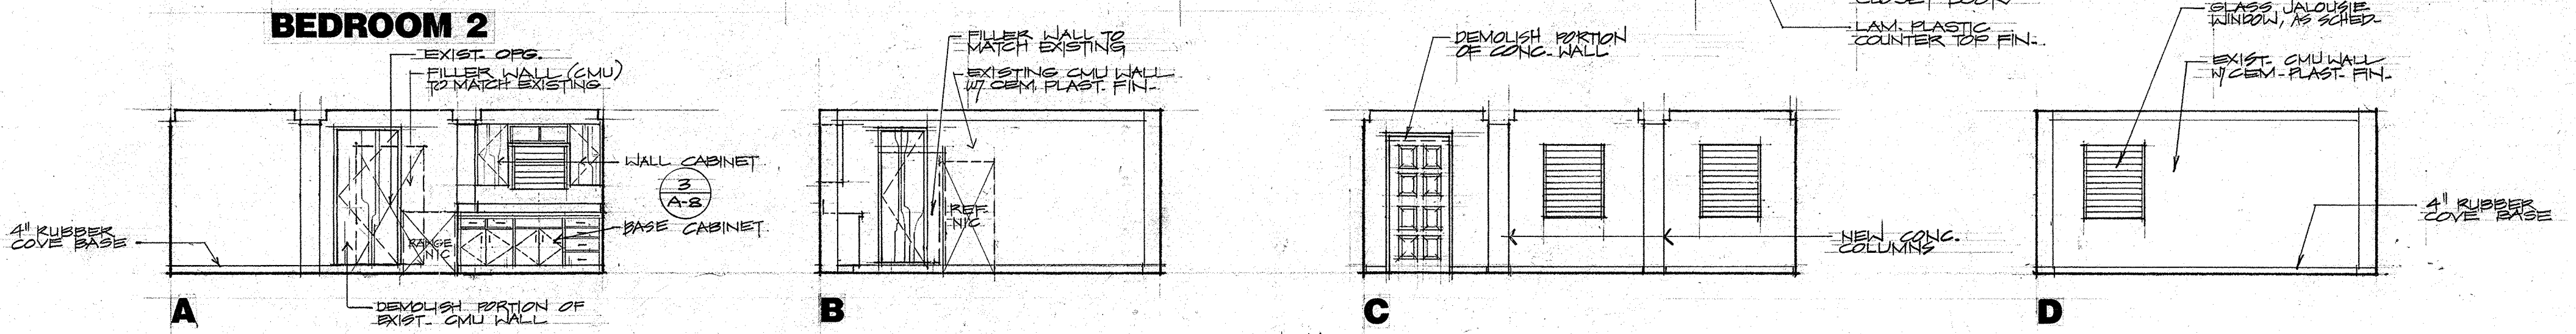 BEDROOM 2
EXIST. OPG.
FILLER WALL (CMU)
TO MATCH EXISTING
WALL CABINET
3
A-8
BASE CABINET
4" RUBBER
COVE BASE
RANGE
NIC
DEMOLISH PORTION OF
EXIST. CMU WALL
A
FILLER WALL TO
MATCH EXISTING
EXISTING CMU WALL
W/ CEM. PLAST. FIN.
REF.
NIC
B
DEMOLISH PORTION
OF CONC. WALL
LAM. PLASTIC
COUNTER TOP FIN.
NEW CONC.
COLUMNS
C
GLASS JALOUSIE
WINDOW, AS SCHED.
EXIST. CMU WALL
W/ CEM. PLAST. FIN.
4" RUBBER
COVE BASE
D